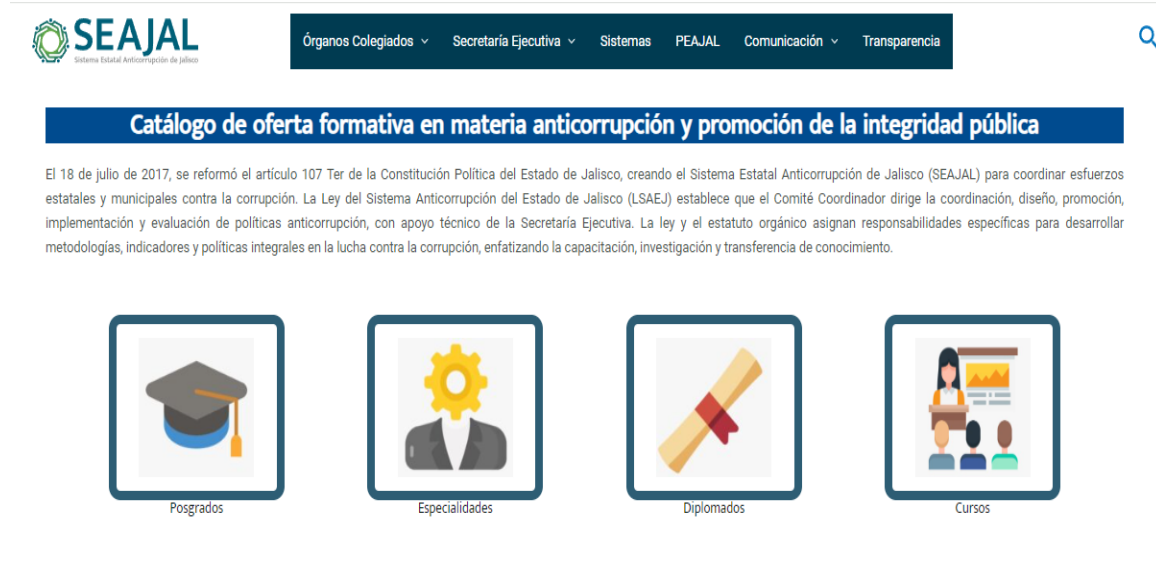 SEAJAL
Sistema Estatal Anticorrupción de Jalisco
Órganos Colegiados Secretaría Ejecutiva Sistemas PEAJAL Comunicación Transparencia
Catálogo de oferta formativa en materia anticorrupción y promoción de la integridad pública
El 18 de julio de 2017, se reformó el artículo 107 Ter de la Constitución Política del Estado de Jalisco, creando el Sistema Estatal Anticorrupción de Jalisco (SEAJAL) para coordinar esfuerzos
estatales y municipales contra la corrupción. La Ley del Sistema Anticorrupción del Estado de Jalisco (LSAEJ) establece que el Comité Coordinador dirige la coordinación, diseño, promoción,
implementación y evaluación de políticas anticorrupción, con apoyo técnico de la Secretaría Ejecutiva. La ley y el estatuto orgánico asignan responsabilidades específicas para desarrollar
metodologías, indicadores y políticas integrales en la lucha contra la corrupción, enfatizando la capacitación, investigación y transferencia de conocimiento.
Posgrados Especialidades Diplomados Cursos